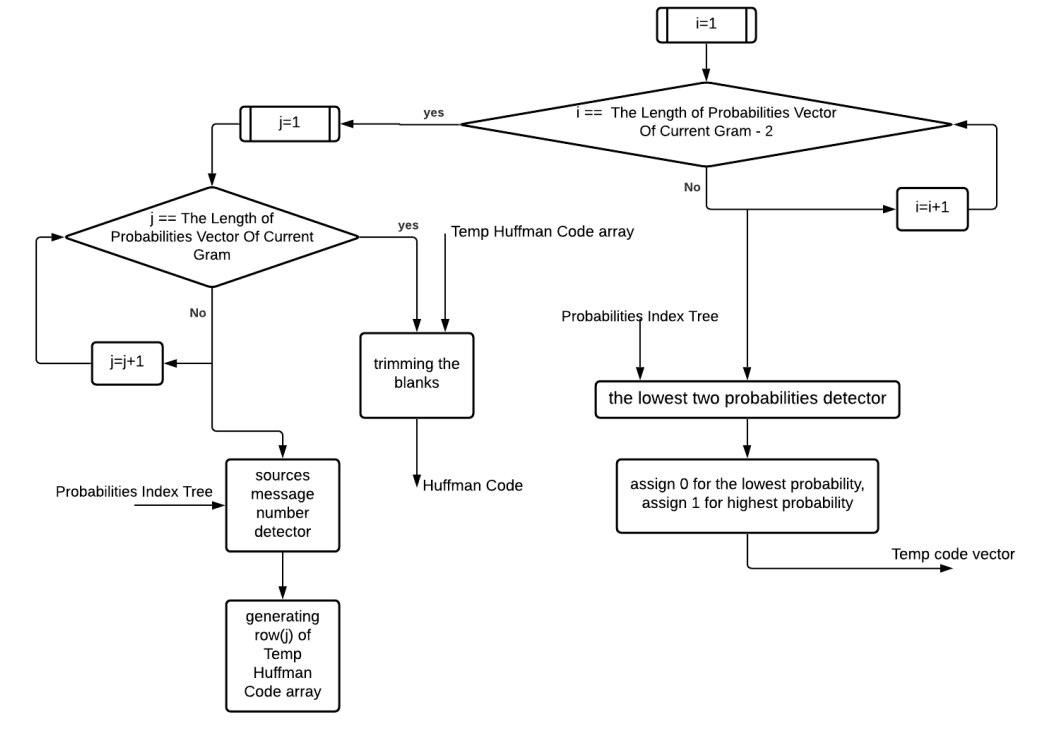 i=1
i ==  The Length of Probabilities Vector
Of Current Gram - 2
yes
j=1
No
i=i+1
j == The Length of
Probabilities Vector Of Current
Gram
yes
Temp Huffman Code array
No
j=j+1
trimming the
blanks
Probabilities Index Tree
the lowest two probabilities detector
Huffman Code
Probabilities Index Tree
sources
message
number
detector
assign 0 for the lowest probability,
assign 1 for highest probability
Temp code vector
generating
row(j) of
Temp
Huffman
Code array